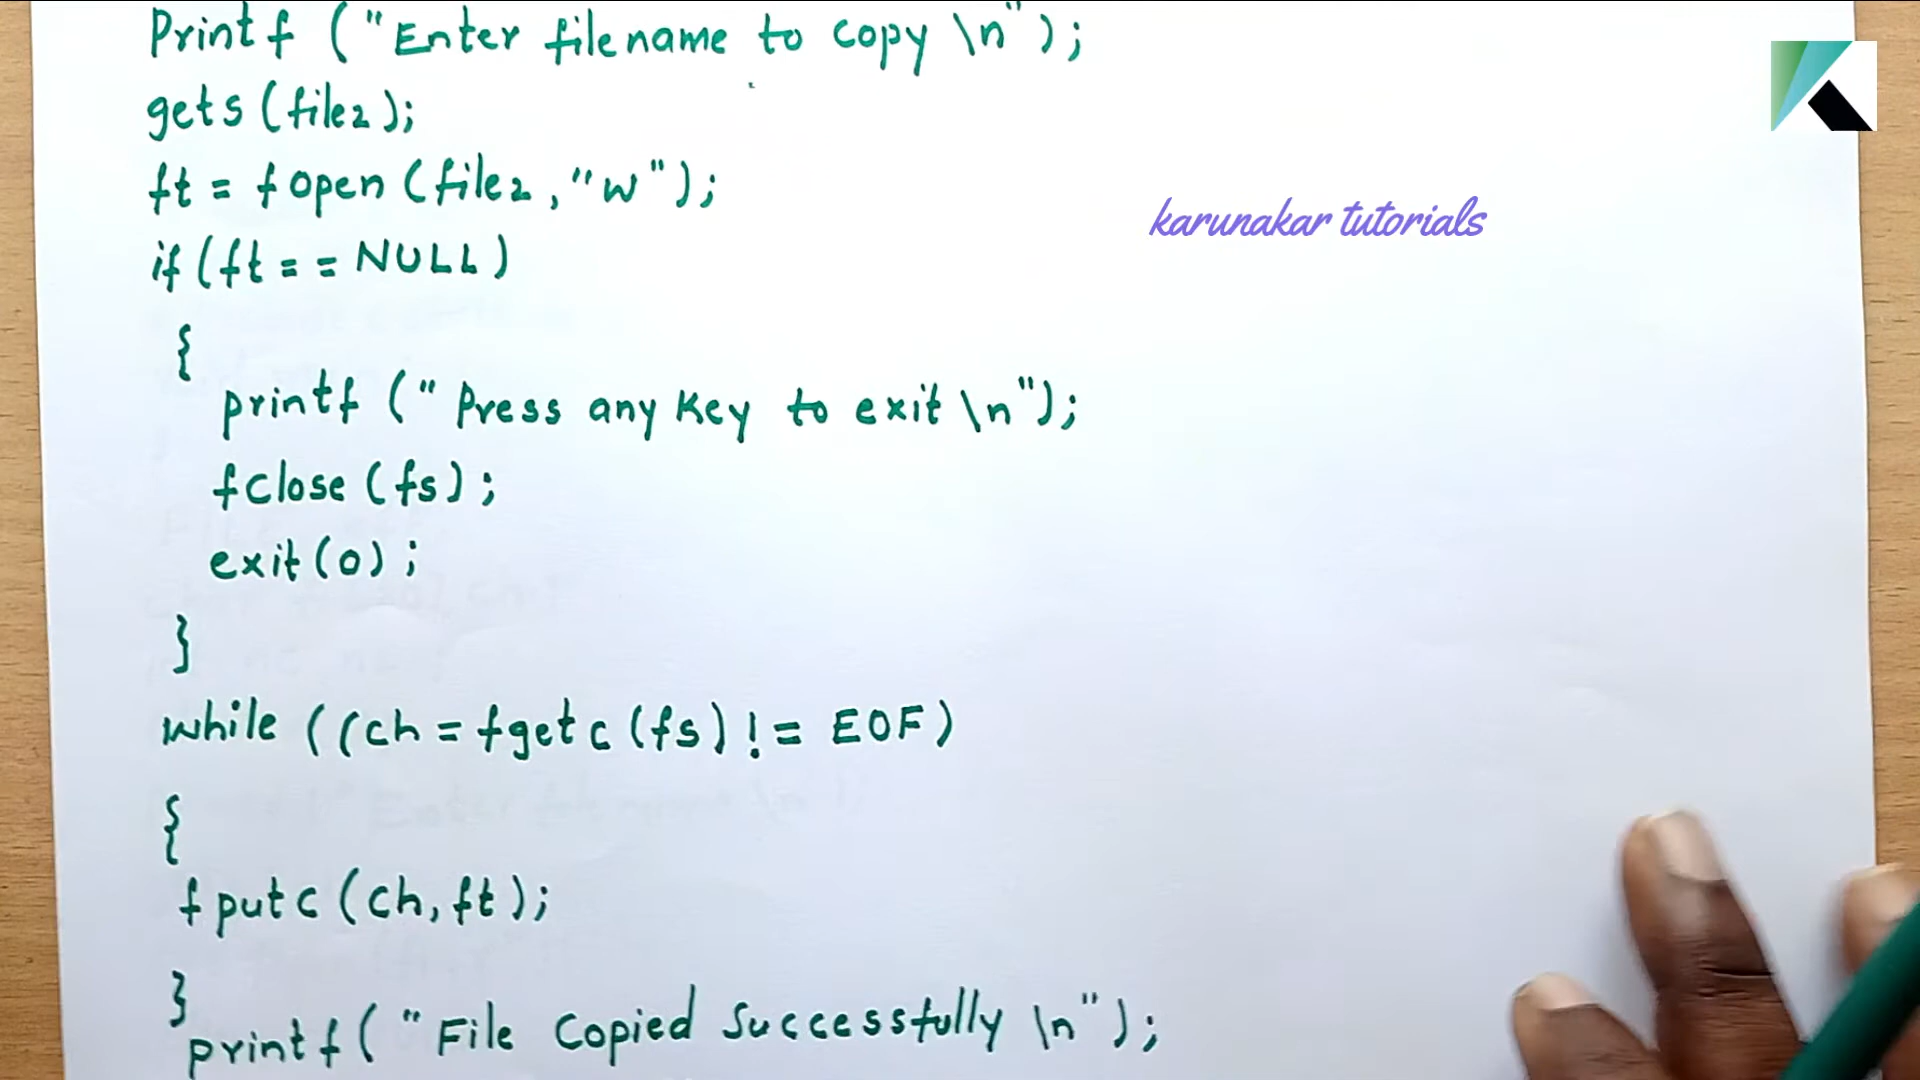 Printf ("Enter filename to copy \n");
gets(file2);
ft = fopen(file2,"w");
karunakar tutorials
if(ft==NULL)
{
printf ("Press any Key to exit \n");
fclose(fs);
exit(0);
}
while ((ch=fgetc(fs)!= EOF)
{
fputc(ch,ft);
}
printf("File Copied Successfully \n");